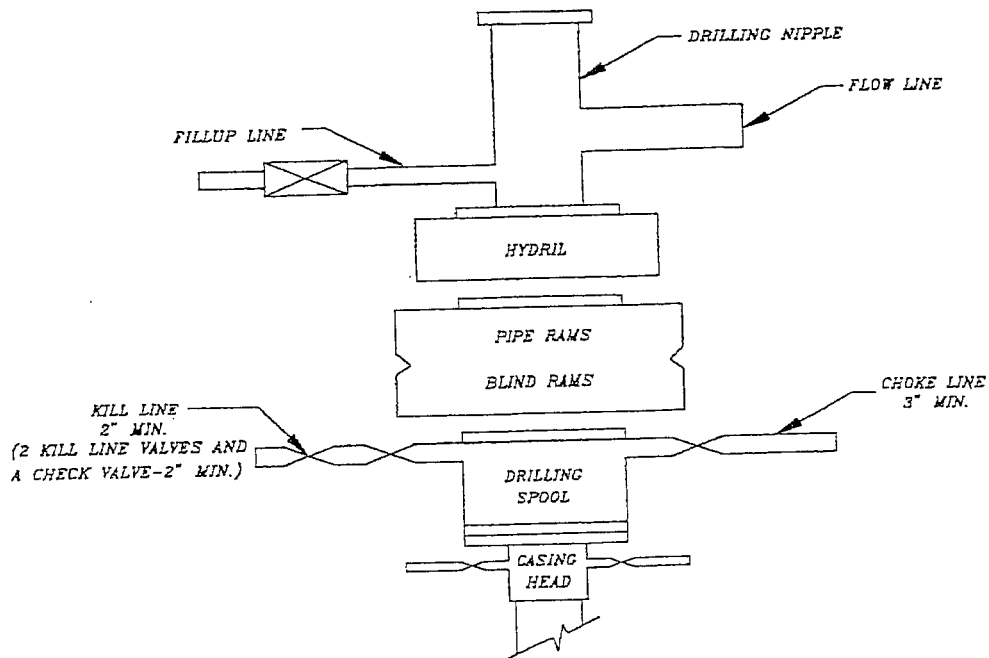 DRILLING NIPPLE
FLOW LINE
FILLUP LINE
HYDRIL
PIPE RAMS
BLIND RAMS
CHOKE LINE
3" MIN.
KILL LINE
2" MIN.
(2 KILL LINE VALVES AND
A CHECK VALVE-2" MIN.)
DRILLING
SPOOL
CASING
HEAD